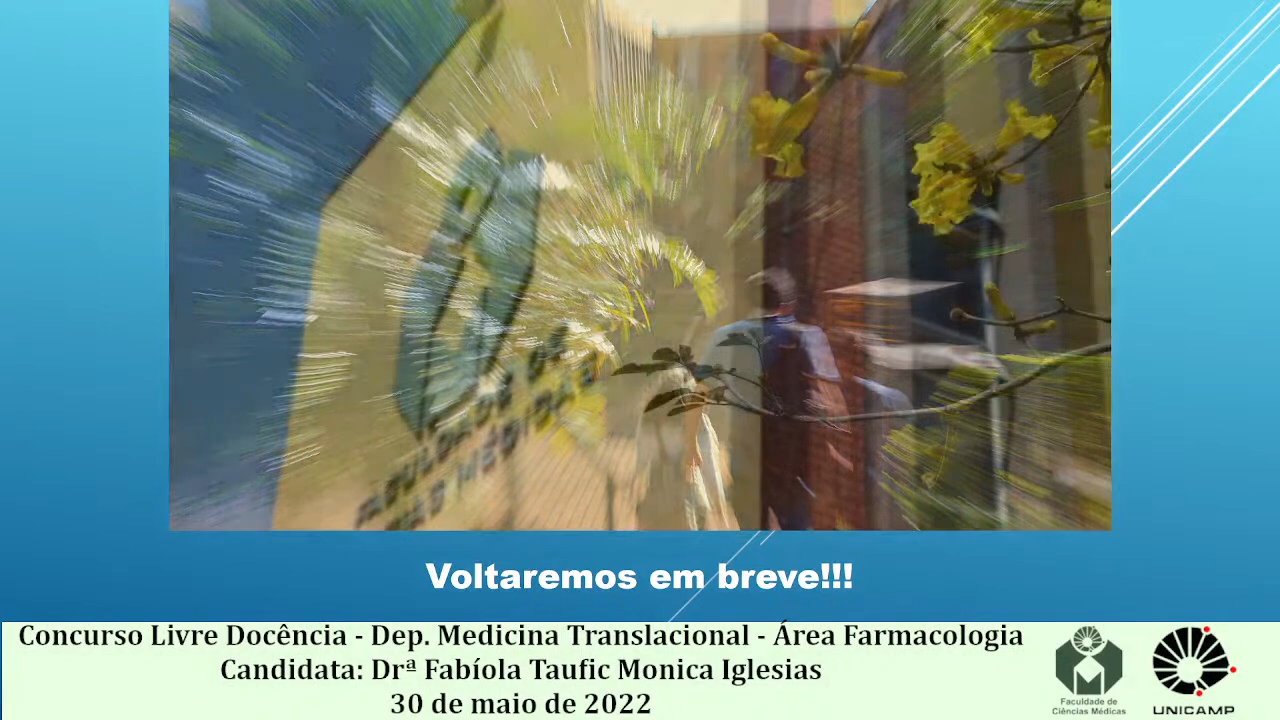 Voltaremos em breve!!!
Concurso Livre Docência - Dep. Medicina Translacional - Área Farmacologia
Candidata: Drª Fabíola Taufic Monica Iglesias
30 de maio de 2022
Faculdade de
Ciências Médicas
UNICAMP